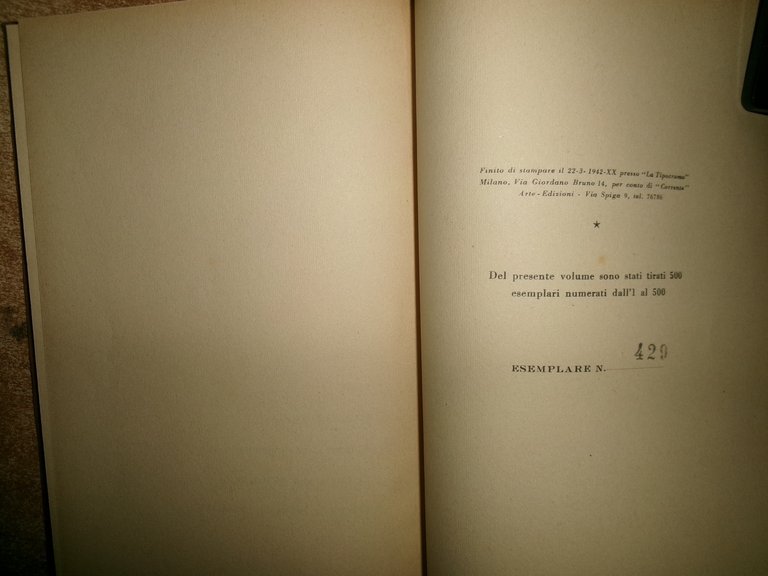 Finito di stampare il 22-3-1942-XX presso "La Tipocromo"
Milano, Via Giordano Bruno 14, per conto di "Corrente"
Arte-Edizioni - Via Spiga 9, tel. 76786
★
Del presente volume sono stati tirati 500
esemplari numerati dall'1 al 500
ESEMPLARE N. 429